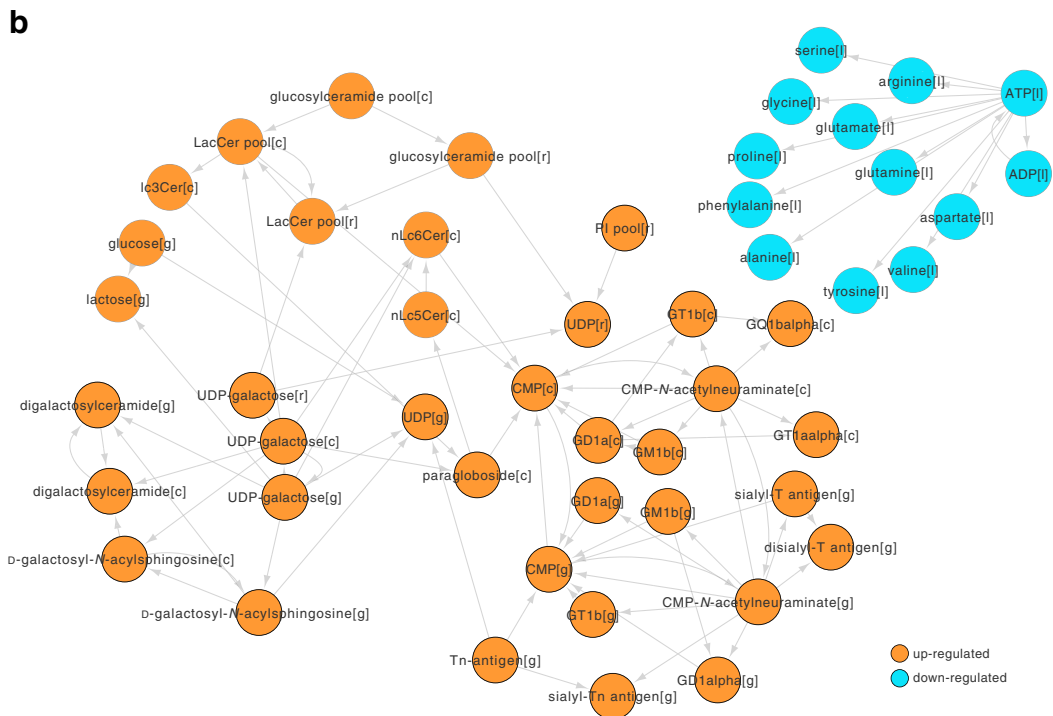 b
serine[l]
arginine[l]
ATP[l]
glucosylceramide pool[c]
glycine[l]
glutamate[l]
LacCer pool[c]
glucosylceramide pool[r]
proline[l]
glutamine[l]
ADP[l]
lc3Cer[c]
phenylalanine[l]
LacCer pool[r]
aspartate[l]
nLc6Cer[c]
PI pool[r]
glucose[g]
alanine[l]
valine[l]
tyrosine[l]
lactose[g]
nLc5Cer[c]
GT1b[c]
UDP[r]
GQ1balpha[c]
CMP[c]
CMP-N-acetylneuraminate[c]
UDP-galactose[r]
digalactosylceramide[g]
UDP[g]
GT1aalpha[c]
UDP-galactose[c]
GD1a[c]
GM1b[c]
paragloboside[c]
digalactosylceramide[c]
UDP-galactose[g]
GD1a[g]
sialyl-T antigen[g]
GM1b[g]
disialyl-T antigen[g]
D-galactosyl-N-acylsphingosine[c]
CMP[g]
CMP-N-acetylneuraminate[g]
D-galactosyl-N-acylsphingosine[g]
GT1b[g]
Tn-antigen[g]
up-regulated
GD1alpha[g]
down-regulated
sialyl-Tn antigen[g]